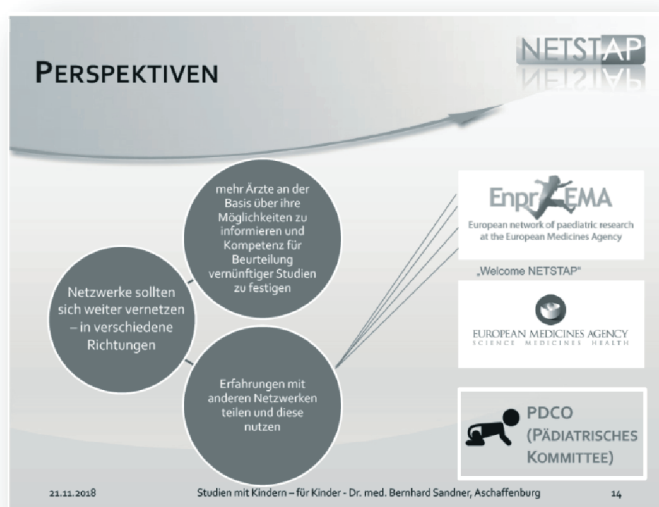 PERSPEKTIVEN
NETSTAP
mehr Ärzte an der
Basis über ihre
Möglichkeiten zu
informieren und
Kompetenz für
Beurteilung
vernünftiger Studien
zu festigen
Netzwerke sollten
sich weiter vernetzen
– in verschiedene
Richtungen
Erfahrungen mit
anderen Netzwerken
teilen und diese
nutzen
Enpr EMA
European network of paediatric research
at the European Medicines Agency
„Welcome NETSTAP"
EUROPEAN MEDICINES AGENCY
SCIENCE MEDICINES HEALTH
PDCO
(PÄDIATRISCHES
KOMMITTEE)
21.11.2018 Studien mit Kindern – für Kinder - Dr. med. Bernhard Sandner, Aschaffenburg 14